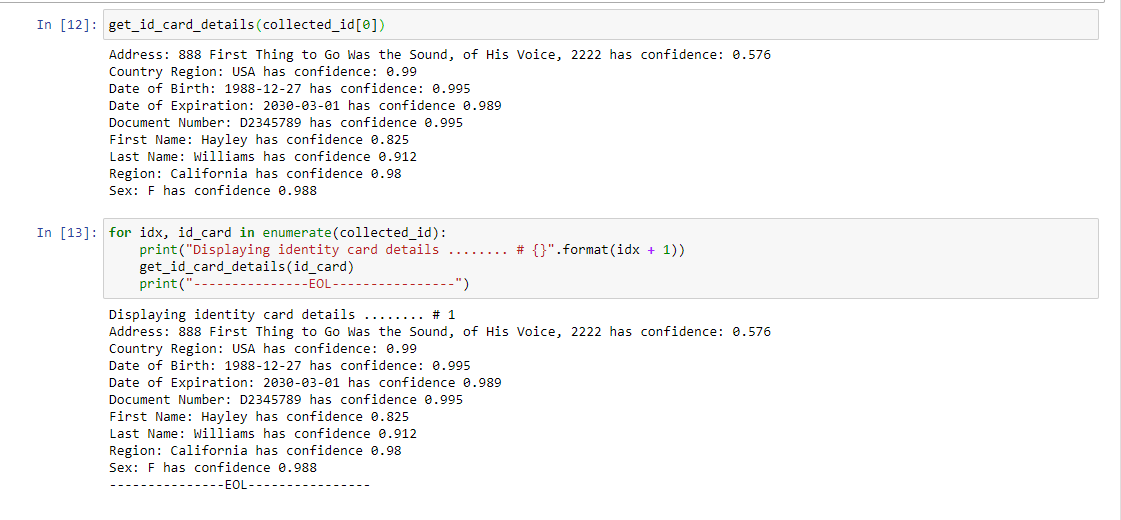 In [12]: get_id_card_details(collected_id[0])
Address: 888 First Thing to Go Was the Sound, of His Voice, 2222 has confidence: 0.576
Country Region: USA has confidence: 0.99
Date of Birth: 1988-12-27 has confidence: 0.995
Date of Expiration: 2030-03-01 has confidence 0.989
Document Number: D2345789 has confidence 0.995
First Name: Hayley has confidence 0.825
Last Name: Williams has confidence 0.912
Region: California has confidence 0.98
Sex: F has confidence 0.988
In [13]: for idx, id_card in enumerate(collected_id):
    print("Displaying identity card details ........ # {}".format(idx + 1))
    get_id_card_details(id_card)
    print("---------------EOL----------------")
Displaying identity card details ........ # 1
Address: 888 First Thing to Go Was the Sound, of His Voice, 2222 has confidence: 0.576
Country Region: USA has confidence: 0.99
Date of Birth: 1988-12-27 has confidence: 0.995
Date of Expiration: 2030-03-01 has confidence 0.989
Document Number: D2345789 has confidence 0.995
First Name: Hayley has confidence 0.825
Last Name: Williams has confidence 0.912
Region: California has confidence 0.98
Sex: F has confidence 0.988
---------------EOL----------------